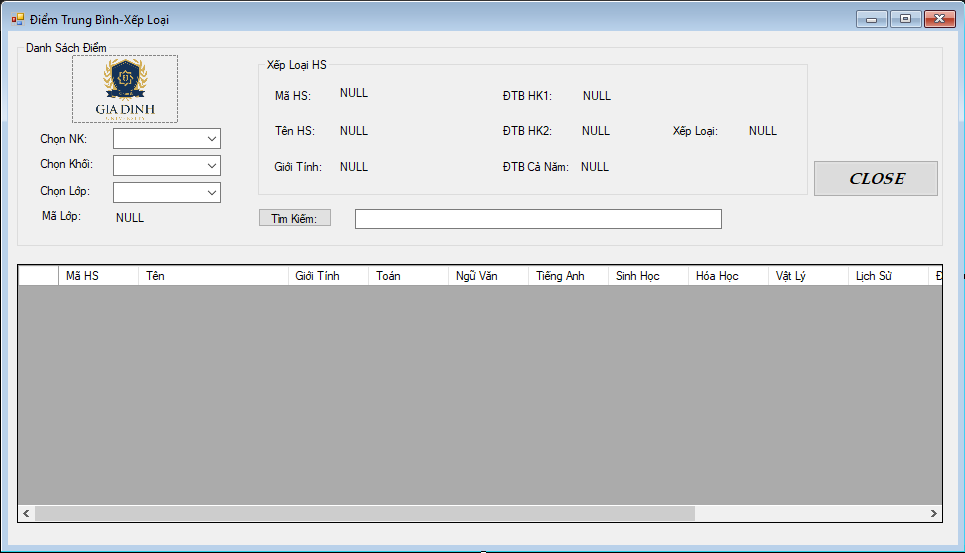 Điểm Trung Bình-Xếp Loại
Danh Sách Điểm
GIA DINH
UNIVERSITY
Chọn NK:
Chọn Khối:
Chọn Lớp:
Mã Lớp: NULL
Xếp Loại HS
Mã HS: NULL ĐTB HK1: NULL
Tên HS: NULL ĐTB HK2: NULL Xếp Loại: NULL
Giới Tính: NULL ĐTB Cả Năm: NULL
CLOSE
Tìm Kiếm:
Mã HS Tên Giới Tính Toán Ngữ Văn Tiếng Anh Sinh Học Hóa Học Vật Lý Lịch Sử